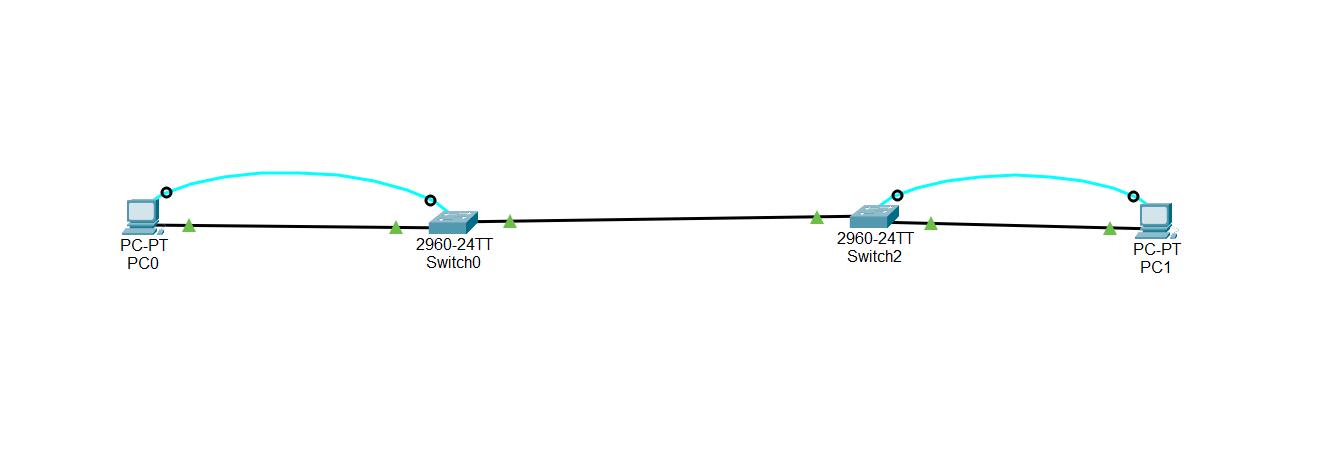 PC-PT
PC0
2960-24TT
Switch0
2960-24TT
Switch2
PC-PT
PC1